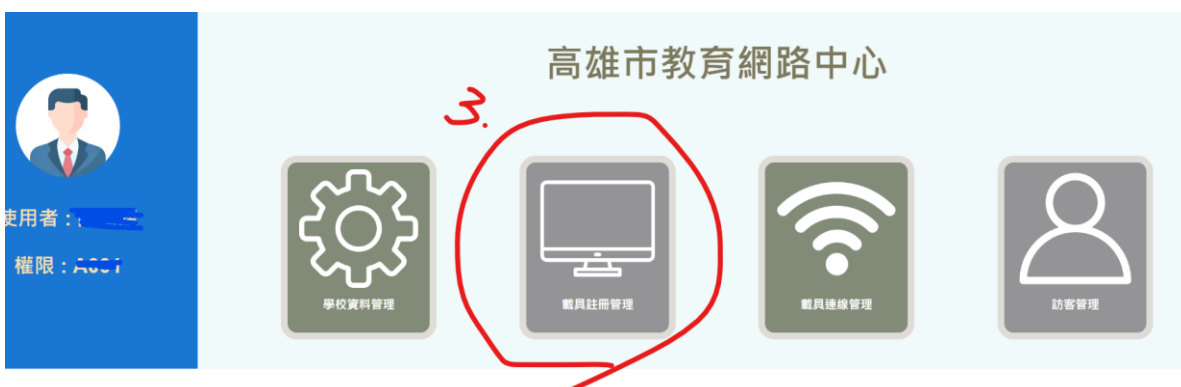 高雄市教育網路中心
3.
使用者：
權限：
學校資料管理
載具註冊管理
載具連線管理
訪客管理